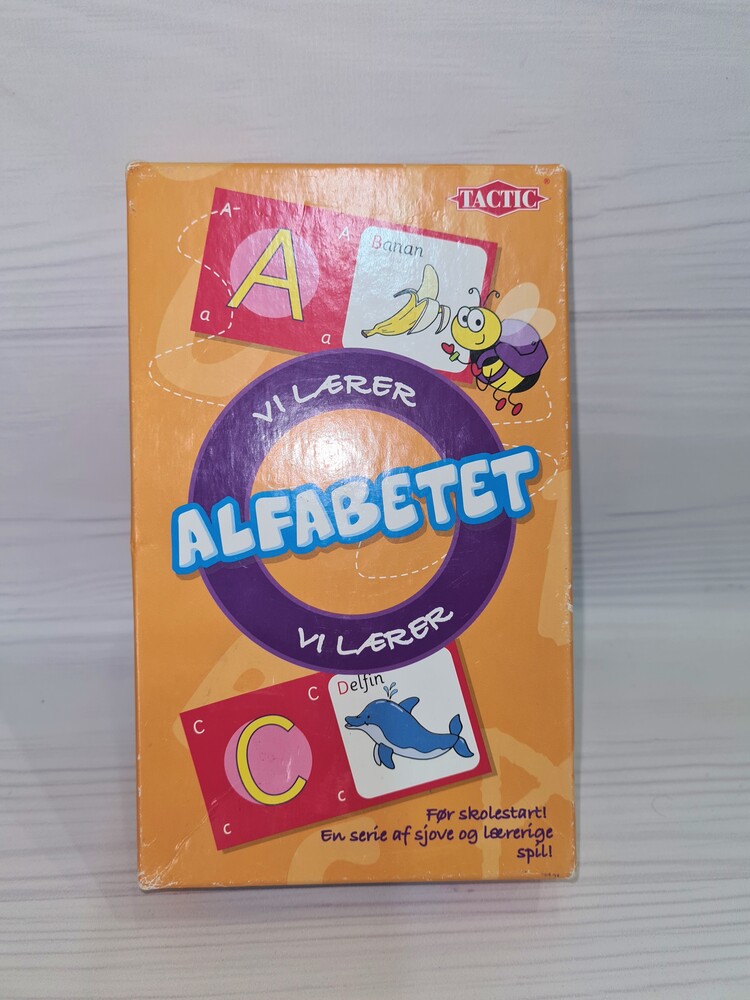 TACTIC
A
A
A
a
a
Banan
VI LÆRER
ALFABETET
VI LÆRER
Delfin
C
C
C
C
C
Før skolestart!
En serie af sjove og lærerige
spil!